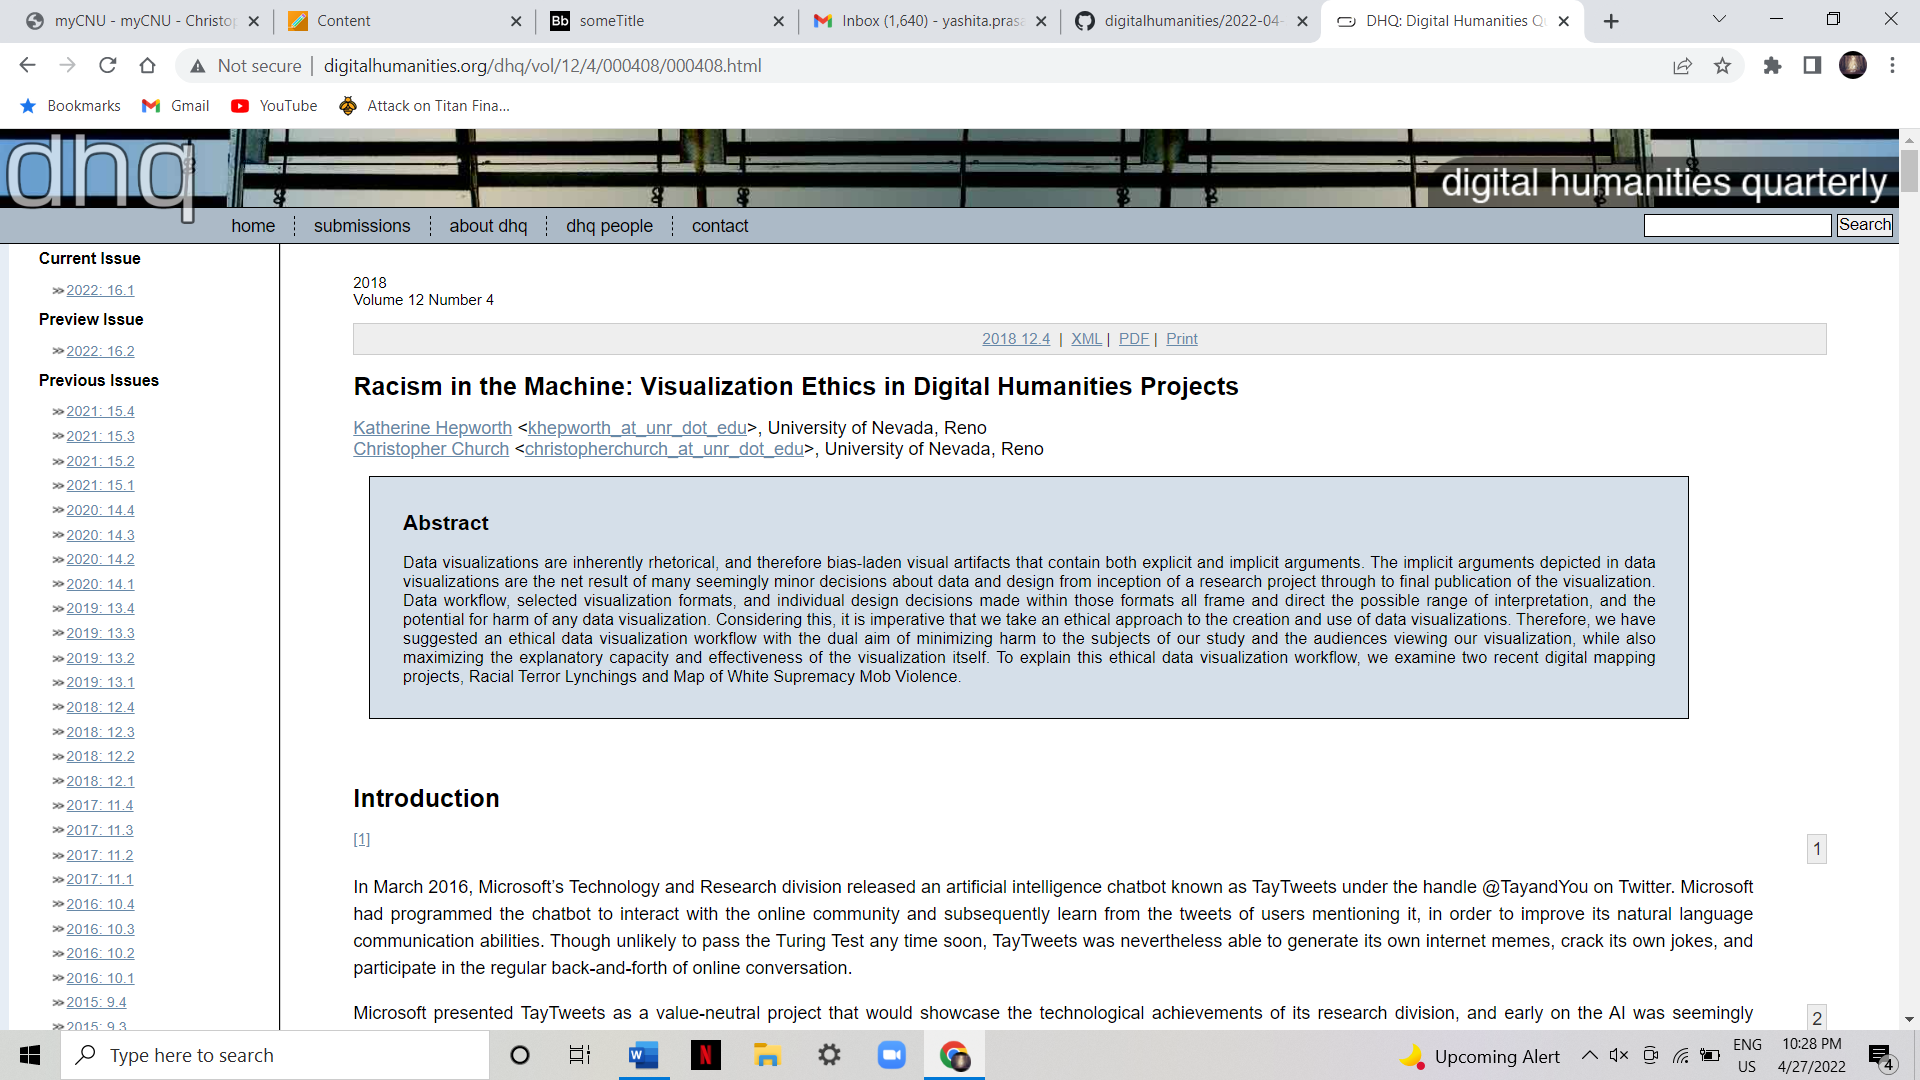 myCNU - myCNU - Christop
Content
Bb someTitle
Inbox (1,640) - yashita.prasa
digitalhumanities/2022-04-
DHQ: Digital Humanities Qu
Not secure | digitalhumanities.org/dhq/vol/12/4/000408/000408.html
Bookmarks Gmail YouTube Attack on Titan Fina...
dhq
digital humanities quarterly
home submissions about dhq dhq people contact Search
Current Issue
2022: 16.1
Preview Issue
2022: 16.2
Previous Issues
2021: 15.4
2021: 15.3
2021: 15.2
2021: 15.1
2020: 14.4
2020: 14.3
2020: 14.2
2020: 14.1
2019: 13.4
2019: 13.3
2019: 13.2
2019: 13.1
2018: 12.4
2018: 12.3
2018: 12.2
2018: 12.1
2017: 11.4
2017: 11.3
2017: 11.2
2017: 11.1
2016: 10.4
2016: 10.3
2016: 10.2
2016: 10.1
2015: 9.4
2015: 9.3
2018
Volume 12 Number 4
2018 12.4 | XML | PDF | Print
Racism in the Machine: Visualization Ethics in Digital Humanities Projects
Katherine Hepworth <khepworth_at_unr_dot_edu>, University of Nevada, Reno
Christopher Church <christopherchurch_at_unr_dot_edu>, University of Nevada, Reno
Abstract
Data visualizations are inherently rhetorical, and therefore bias-laden visual artifacts that contain both explicit and implicit arguments. The implicit arguments depicted in data
visualizations are the net result of many seemingly minor decisions about data and design from inception of a research project through to final publication of the visualization.
Data workflow, selected visualization formats, and individual design decisions made within those formats all frame and direct the possible range of interpretation, and the
potential for harm of any data visualization. Considering this, it is imperative that we take an ethical approach to the creation and use of data visualizations. Therefore, we have
suggested an ethical data visualization workflow with the dual aim of minimizing harm to the subjects of our study and the audiences viewing our visualization, while also
maximizing the explanatory capacity and effectiveness of the visualization itself. To explain this ethical data visualization workflow, we examine two recent digital mapping
projects, Racial Terror Lynchings and Map of White Supremacy Mob Violence.
Introduction
[1]
1
In March 2016, Microsoft's Technology and Research division released an artificial intelligence chatbot known as TayTweets under the handle @TayandYou on Twitter. Microsoft
had programmed the chatbot to interact with the online community and subsequently learn from the tweets of users mentioning it, in order to improve its natural language
communication abilities. Though unlikely to pass the Turing Test any time soon, TayTweets was nevertheless able to generate its own internet memes, crack its own jokes, and
participate in the regular back-and-forth of online conversation.
Microsoft presented TayTweets as a value-neutral project that would showcase the technological achievements of its research division, and early on the AI was seemingly
2
Type here to search
Upcoming Alert
ENG
US
10:28 PM
4/27/2022
4